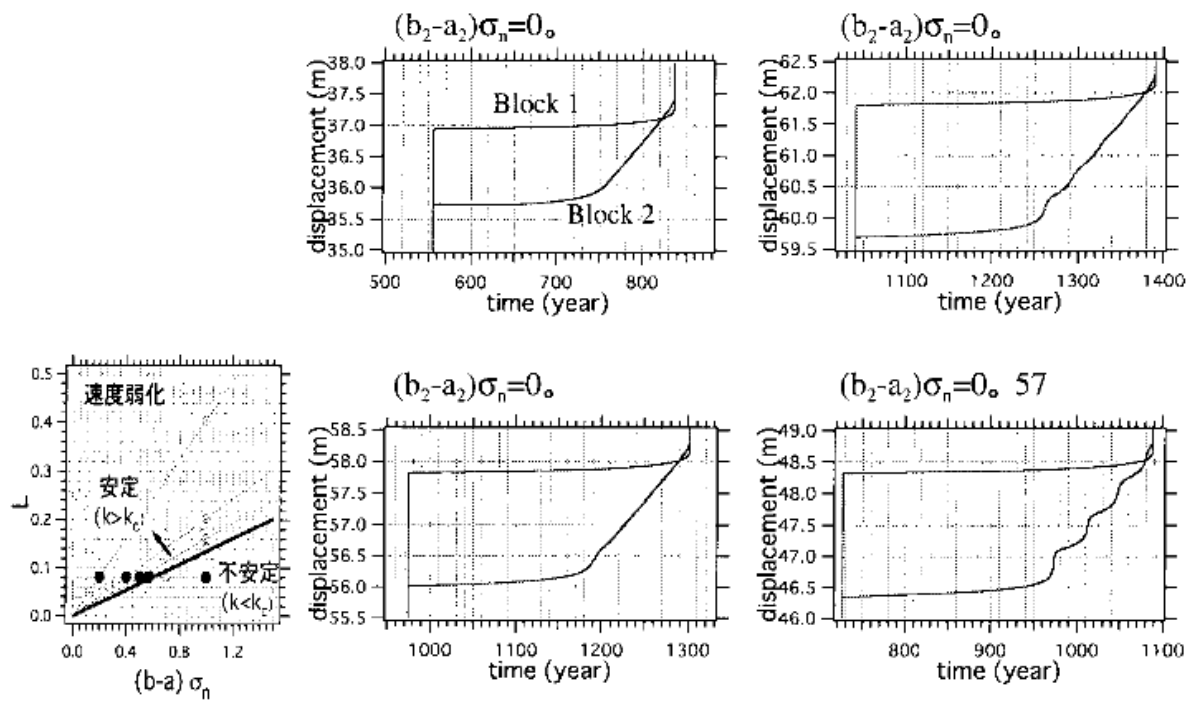 (b₂-a₂)σₙ=0。
38.0
37.5
37.0
36.5
36.0
35.5
35.0
displacement (m)
Block 1
Block 2
500 600 700 800
time (year)
(b₂-a₂)σₙ=0。
62.5
62.0
61.5
61.0
60.5
60.0
59.5
displacement (m)
1100 1200 1300 1400
time (year)
0.5
0.4
0.3
0.2
0.1
0.0
L
速度弱化
安定
(k>k_c)
不安定
(k<k_c)
0.0 0.4 0.8 1.2
(b-a) σₙ
(b₂-a₂)σₙ=0。
58.5
58.0
57.5
57.0
56.5
56.0
55.5
displacement (m)
1000 1100 1200 1300
time (year)
(b₂-a₂)σₙ=0。57
49.0
48.5
48.0
47.5
47.0
46.5
46.0
displacement (m)
800 900 1000 1100
time (year)